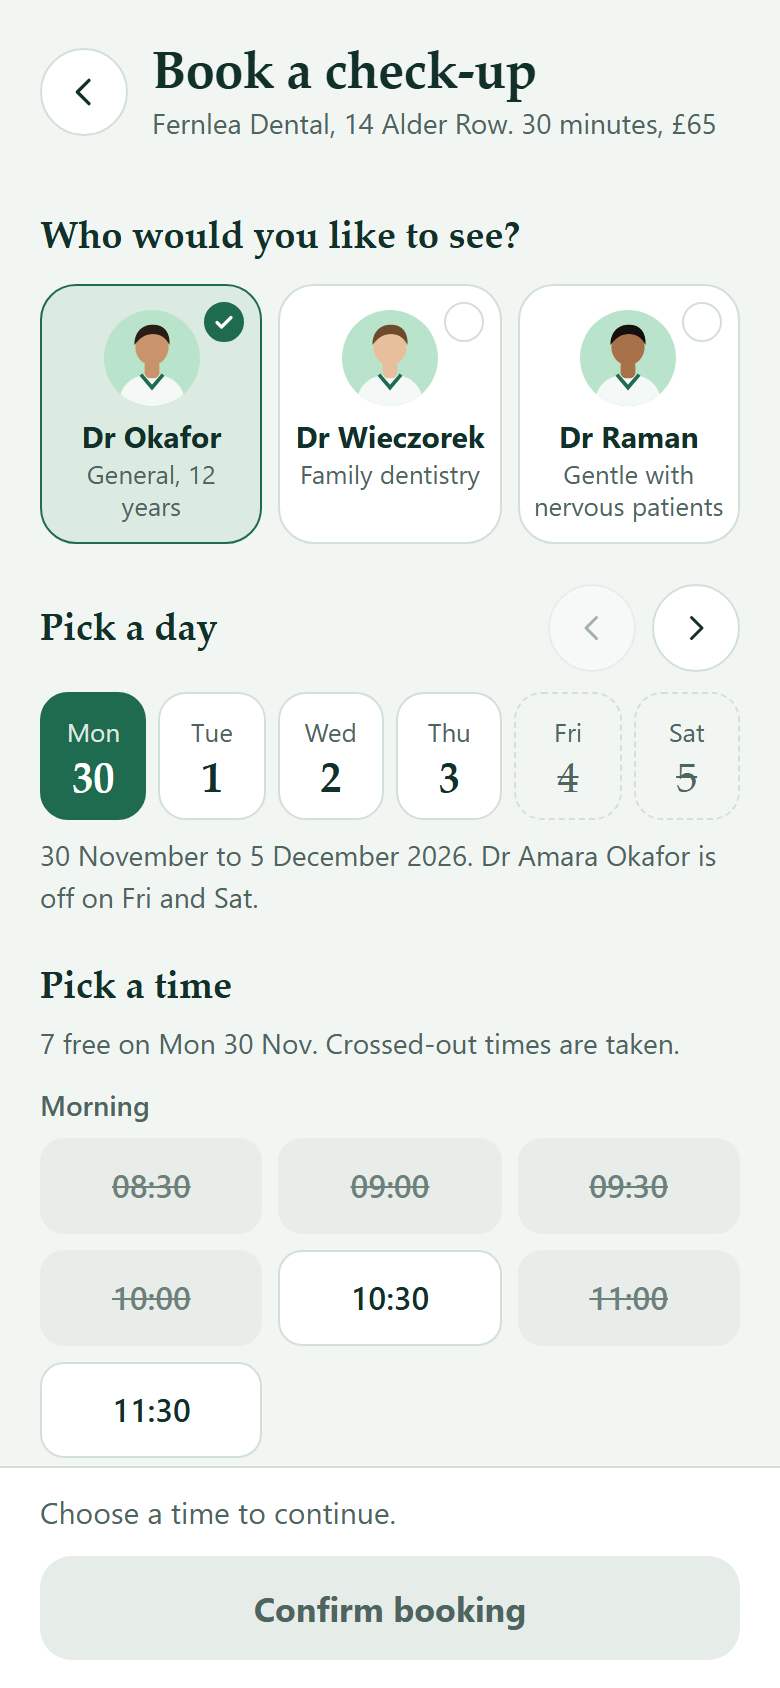 Book a check-up
Fernlea Dental, 14 Alder Row. 30 minutes, £65
Who would you like to see?
Dr Okafor
General, 12
years
Dr Wieczorek
Family dentistry
Dr Raman
Gentle with
nervous patients
Pick a day
Mon
30
Tue
1
Wed
2
Thu
3
Fri
4
Sat
5
30 November to 5 December 2026. Dr Amara Okafor is
off on Fri and Sat.
Pick a time
7 free on Mon 30 Nov. Crossed-out times are taken.
Morning
08:30
09:00
09:30
10:00
10:30
11:00
11:30
Choose a time to continue.
Confirm booking